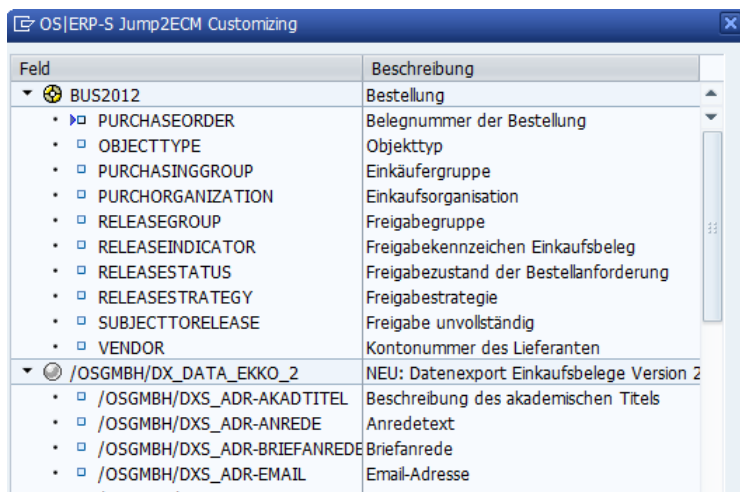 OS|ERP-S Jump2ECM Customizing
Feld Beschreibung
BUS2012 Bestellung
PURCHASEORDER Belegnummer der Bestellung
OBJECTTYPE Objekttyp
PURCHASINGGROUP Einkäufergruppe
PURCHORGANIZATION Einkaufsorganisation
RELEASEGROUP Freigabegruppe
RELEASEINDICATOR Freigabekennzeichen Einkaufsbeleg
RELEASESTATUS Freigabezustand der Bestellanforderung
RELEASESTRATEGY Freigabestrategie
SUBJECTTORELEASE Freigabe unvollständig
VENDOR Kontonummer des Lieferanten
/OSGMBH/DX_DATA_EKKO_2 NEU: Datenexport Einkaufsbelege Version 2
/OSGMBH/DXS_ADR-AKADTITEL Beschreibung des akademischen Titels
/OSGMBH/DXS_ADR-ANREDE Anredetext
/OSGMBH/DXS_ADR-BRIEFANREDE Briefanrede
/OSGMBH/DXS_ADR-EMAIL Email-Adresse